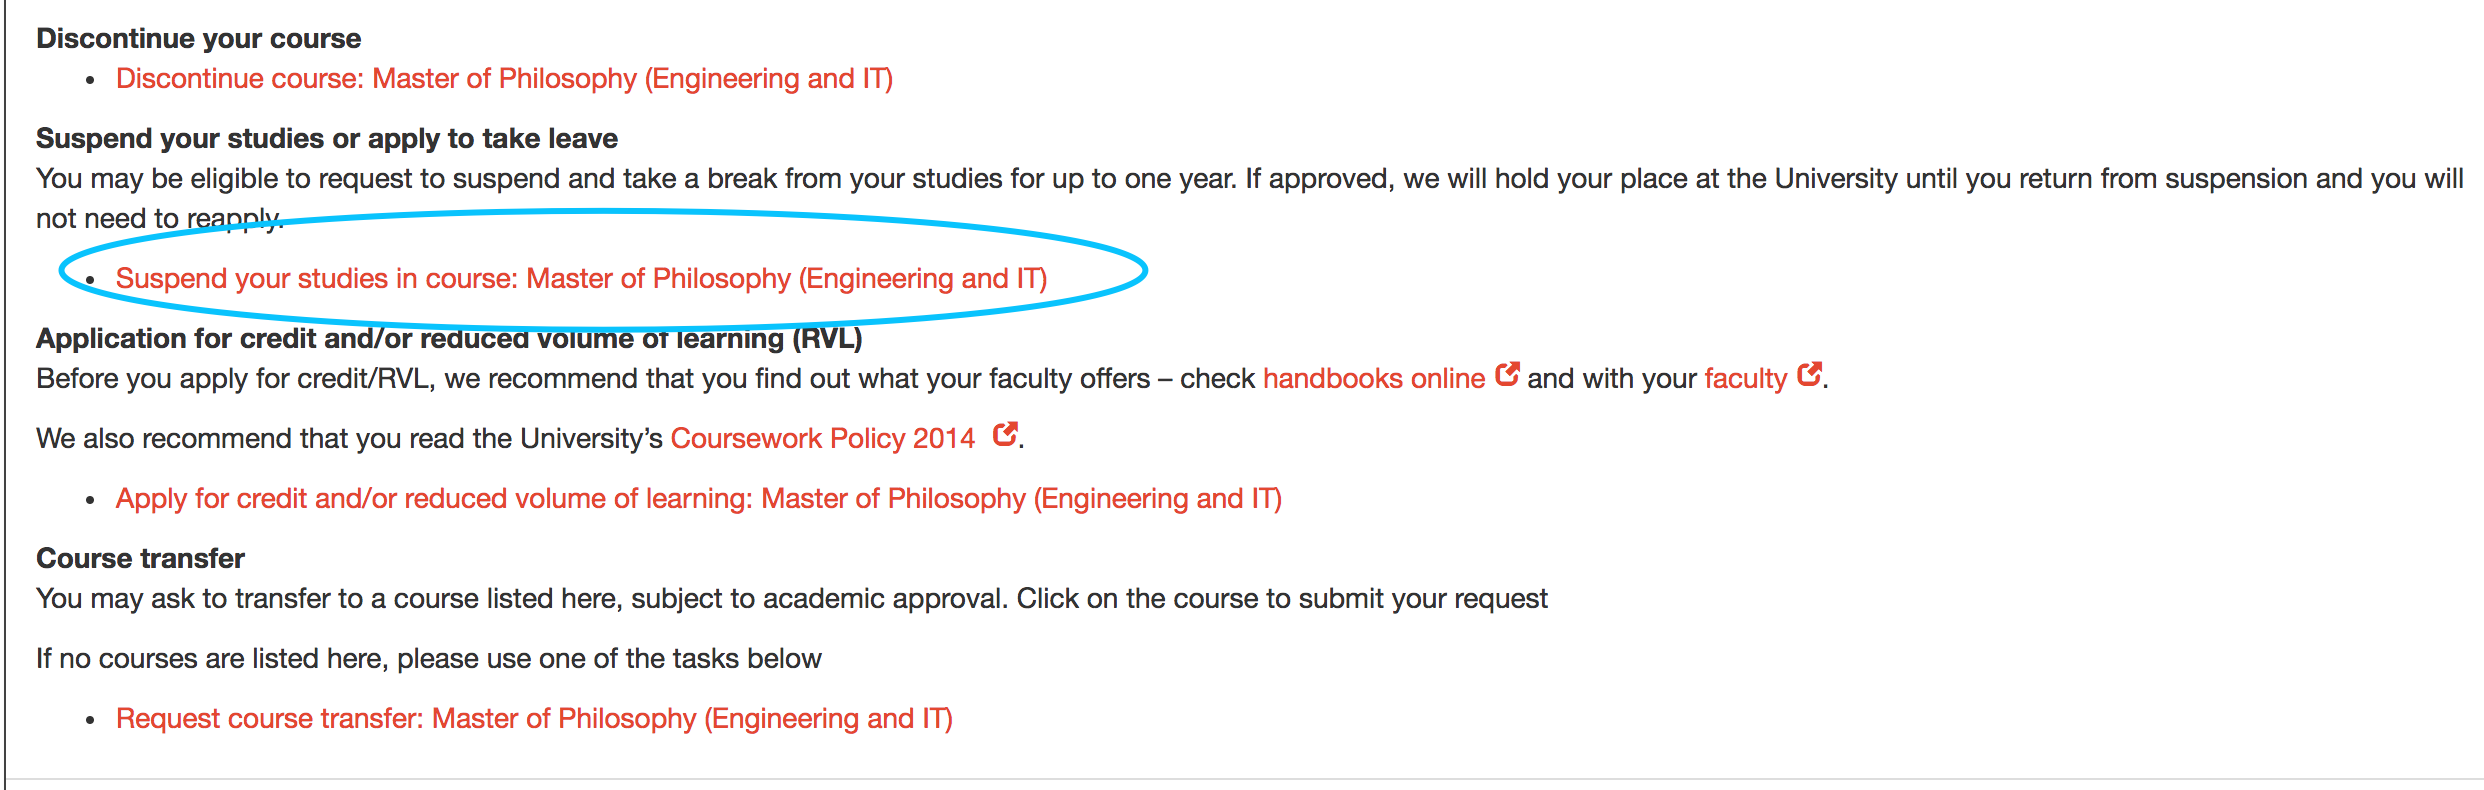 Discontinue your course
• Discontinue course: Master of Philosophy (Engineering and IT)
Suspend your studies or apply to take leave
You may be eligible to request to suspend and take a break from your studies for up to one year. If approved, we will hold your place at the University until you return from suspension and you will
not need to reapply.
• Suspend your studies in course: Master of Philosophy (Engineering and IT)
Application for credit and/or reduced volume of learning (RVL)
Before you apply for credit/RVL, we recommend that you find out what your faculty offers – check handbooks online and with your faculty .
We also recommend that you read the University’s Coursework Policy 2014 .
• Apply for credit and/or reduced volume of learning: Master of Philosophy (Engineering and IT)
Course transfer
You may ask to transfer to a course listed here, subject to academic approval. Click on the course to submit your request
If no courses are listed here, please use one of the tasks below
• Request course transfer: Master of Philosophy (Engineering and IT)